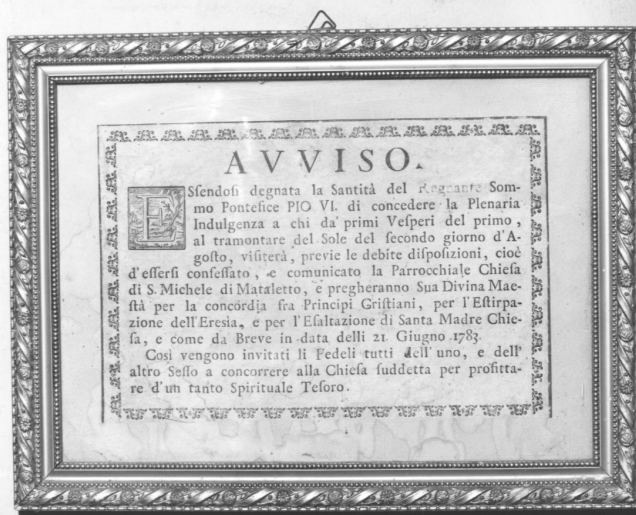 AVVISO.
ESsendosi degnata la Santità del Regnante Som-
mo Pontefice PIO VI. di concedere la Plenaria
Indulgenza a chi da' primi Vesperi del primo,
al tramontare del Sole del secondo giorno d'A-
gosto, visiterà, previe le debite disposizioni, cioè
d'essersi confessato, e comunicato la Parrocchiale Chiesa
di S. Michele di Mataletto, e pregheranno Sua Divina Mae-
stà per la concordia fra Principi Cristiani, per l'Estirpa-
zione dell'Eresia, e per l'Esaltazione di Santa Madre Chie-
sa, e come da Breve in data delli 21. Giugno 1783.
Così vengono invitati li Fedeli tutti dell'uno, e dell'
altro Sesso a concorrere alla Chiesa suddetta per profitta-
re d'un tanto Spirituale Tesoro.